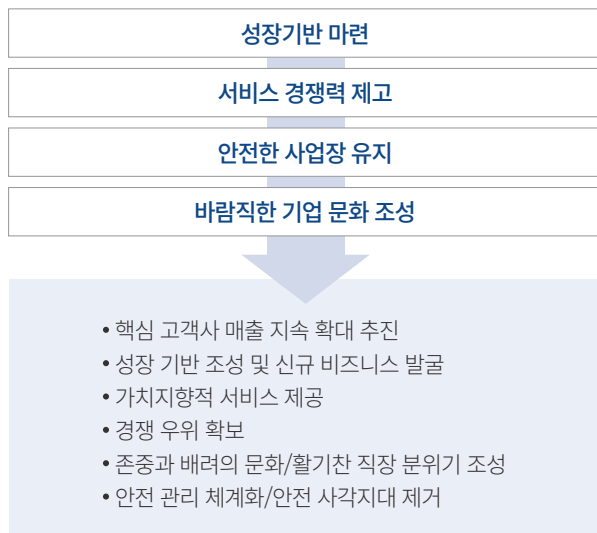 성장기반 마련
서비스 경쟁력 제고
안전한 사업장 유지
바람직한 기업 문화 조성
• 핵심 고객사 매출 지속 확대 추진
• 성장 기반 조성 및 신규 비즈니스 발굴
• 가치지향적 서비스 제공
• 경쟁 우위 확보
• 존중과 배려의 문화/활기찬 직장 분위기 조성
• 안전 관리 체계화/안전 사각지대 제거